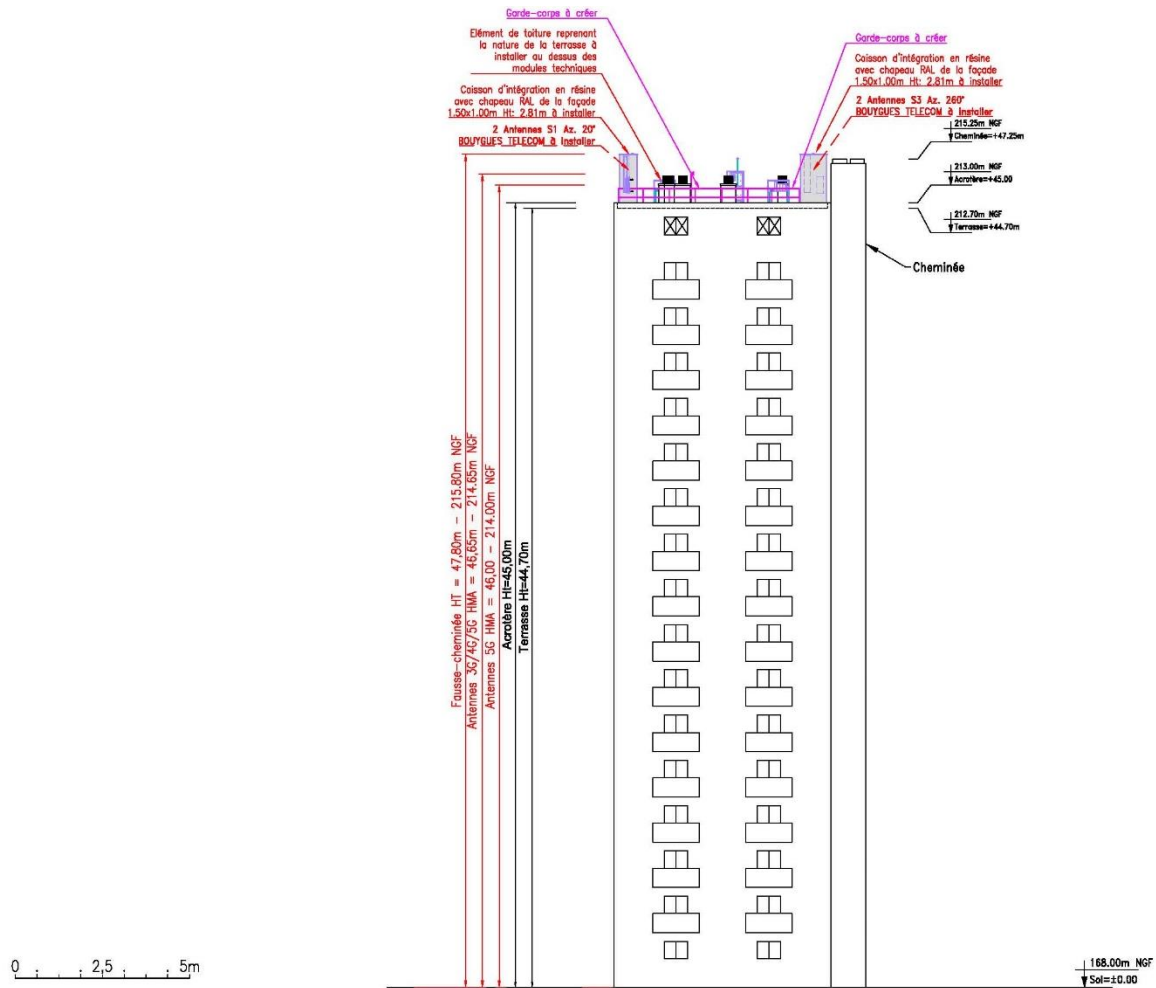 Garde-corps à créer
Elément de toiture reprenant
la nature de la terrasse à
installer au dessus des
modules techniques
Caisson d'intégration en résine
avec chapeau RAL de la façade
1.50x1.00m Ht: 2.81m à installer
2 Antennes S1 Az. 20°
BOUYGUES TELECOM à Installer
Garde-corps à créer
Caisson d'intégration en résine
avec chapeau RAL de la façade
1.50x1.00m Ht: 2.81m à installer
2 Antennes S3 Az. 260°
BOUYGUES TELECOM à Installer
215.25m NGF
Cheminée=+47.25m
213.00m NGF
Acrotère=+45.00
212.70m NGF
Terrasse=+44.70m
Cheminée
Fausse-cheminée HT = 47,80m - 215.80m NGF
Antennes 3G/4G/5G HMA = 46,65m - 214.65m NGF
Antennes 5G HMA = 46,00 - 214.00m NGF
Acrotère Ht=45,00m
Terrasse Ht=44,70m
0 2,5 5m
168.00m NGF
Sol=±0.00